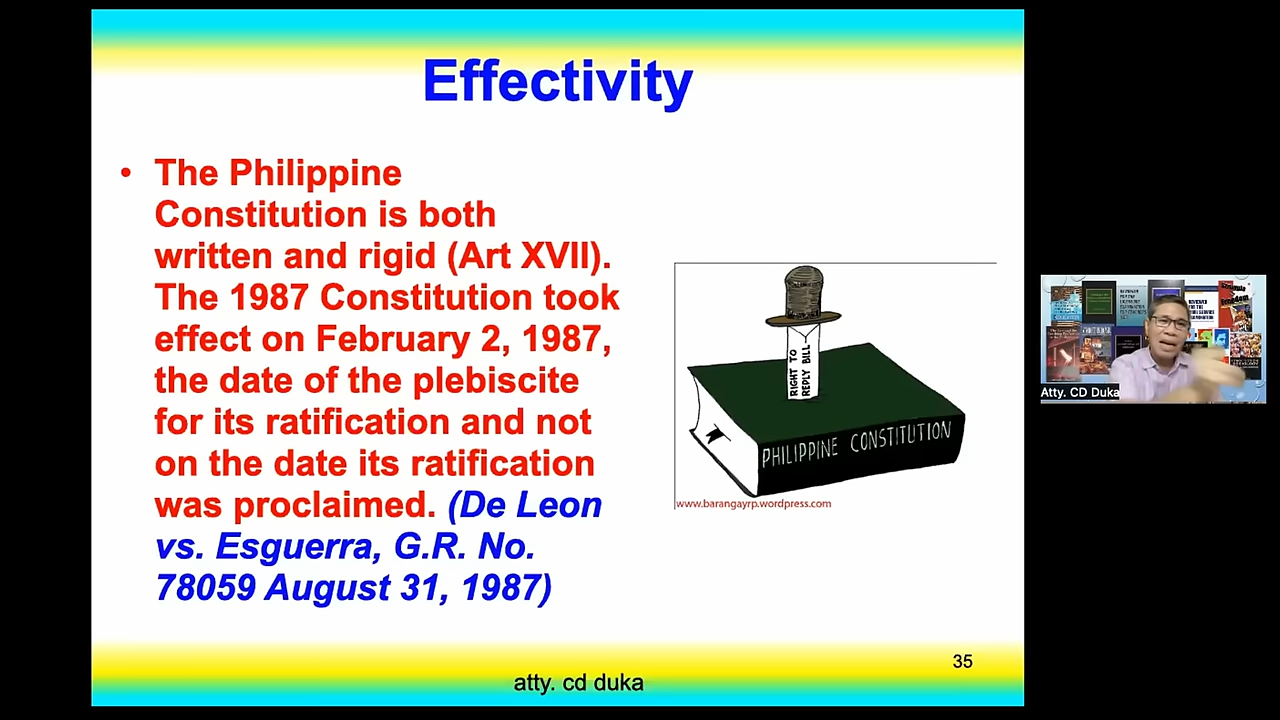 Effectivity
• The Philippine
Constitution is both
written and rigid (Art XVII).
The 1987 Constitution took
effect on February 2, 1987,
the date of the plebiscite
for its ratification and not
on the date its ratification
was proclaimed. (De Leon
vs. Esguerra, G.R. No.
78059 August 31, 1987)
RIGHT TO
REPLY BILL
PHILIPPINE CONSTITUTION
www.barangayrp.wordpress.com
35
atty. cd duka
Atty. CD Duka